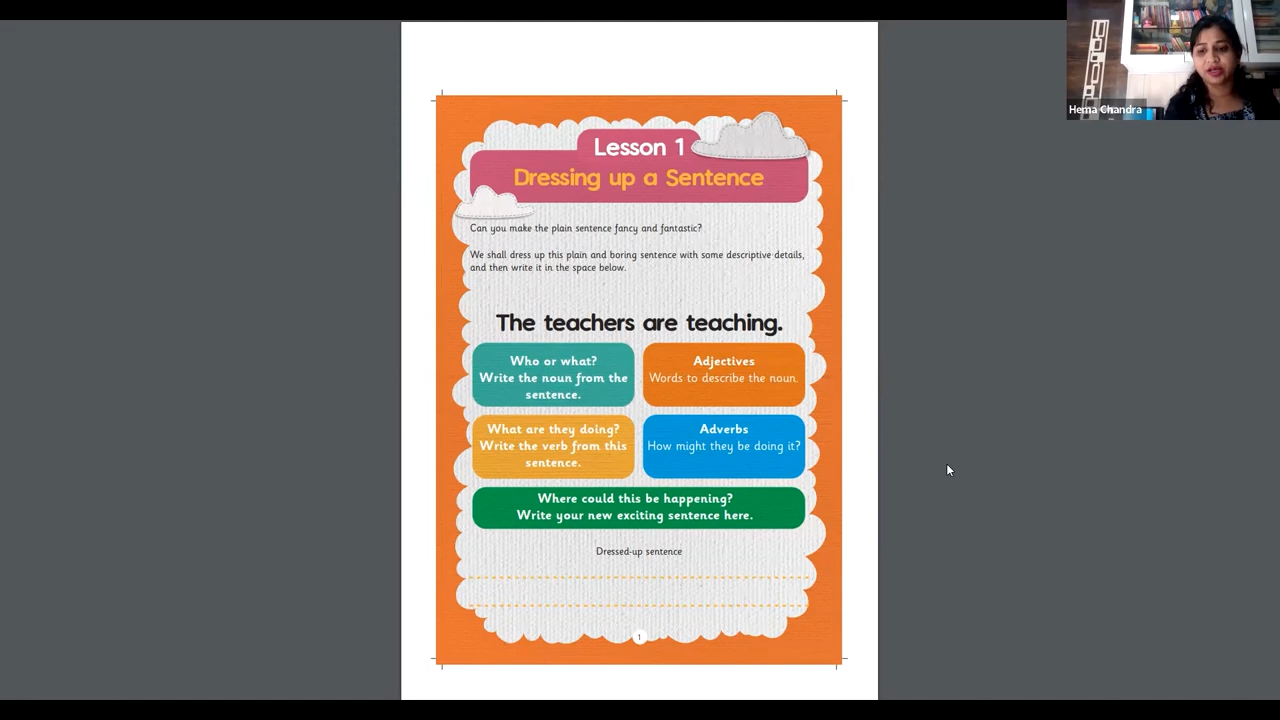 Hema Chandra
Lesson 1
Dressing up a Sentence
Can you make the plain sentence fancy and fantastic?
We shall dress up this plain and boring sentence with some descriptive details,
and then write it in the space below.
The teachers are teaching.
Who or what?
Write the noun from the
sentence.
Adjectives
Words to describe the noun.
What are they doing?
Write the verb from this
sentence.
Adverbs
How might they be doing it?
Where could this be happening?
Write your new exciting sentence here.
Dressed-up sentence
1